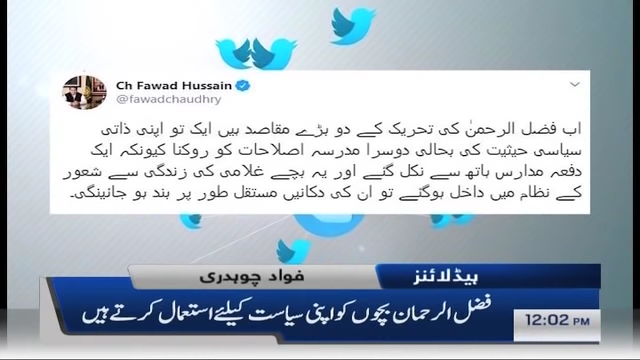 Ch Fawad Hussain
@fawadchaudhry
اب فضل الرحمنٰ کی تحریک کے دو بڑے مقاصد ہیں ایک تو اپنی ذاتی
سیاسی حیثیت کی بحالی دوسرا مدرسہ اصلاحات کو روکنا کیونکہ ایک
دفعہ مدارس ہاتھ سے نکل گئے اور یہ بچے غلامی کی زندگی سے شعور
کے نظام میں داخل ہوگئے تو ان کی دکانیں مستقل طور پر بند ہو جانینگی۔
ہیڈلائنز
فواد چوہدری
فضل الرحمان بچوں کو اپنی سیاست کیلئے استعمال کرتے ہیں
12:02 PM